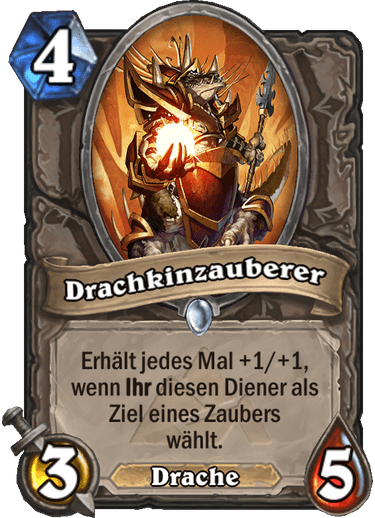 4
Drachkinzauberer
Erhält jedes Mal +1/+1,
wenn Ihr diesen Diener als
Ziel eines Zaubers
wählt.
3
Drache
5